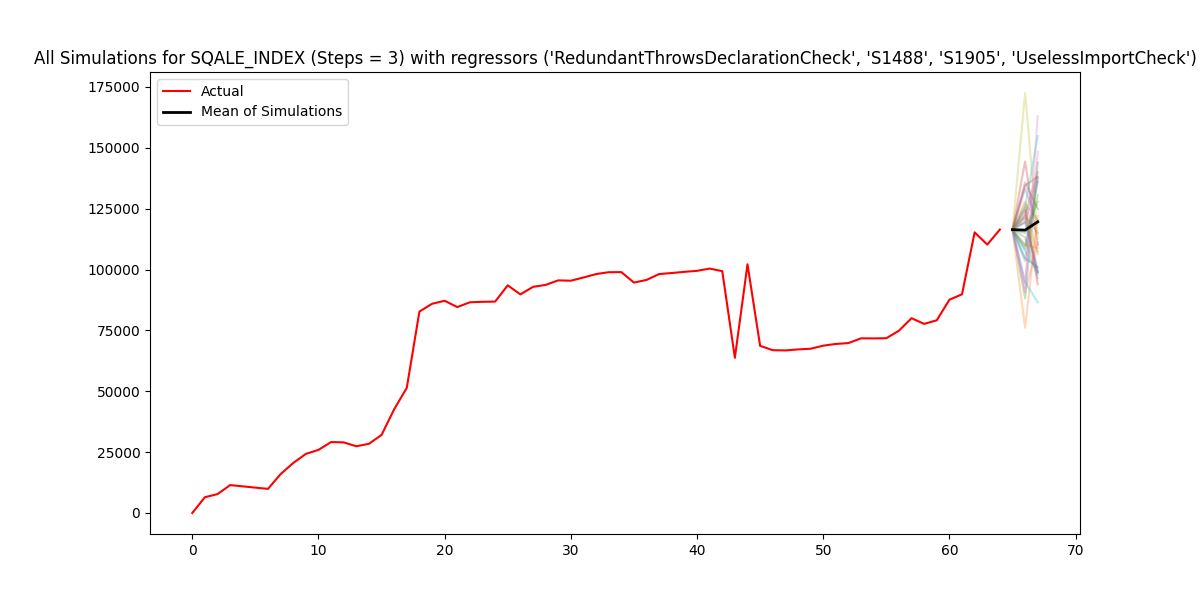 All Simulations for SQALE_INDEX (Steps = 3) with regressors ('RedundantThrowsDeclarationCheck', 'S1488', 'S1905', 'UselessImportCheck')
Actual
Mean of Simulations
175000
150000
125000
100000
75000
50000
25000
0
0 10 20 30 40 50 60 70